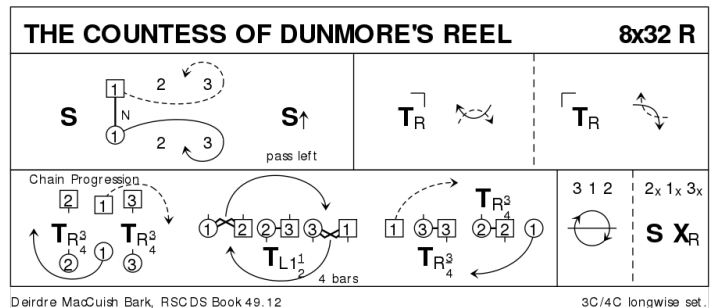 THE COUNTESS OF DUNMORE'S REEL 8x32 R
1 2 3
S N S↑ T R T R
1 2 3
pass left
Chain Progression
2 1 3
T R 3/4 T R 3/4
2 1 3
1 2 2 3 3 1
T L 1 1/2
4 bars
T R 3/4
1 3 3 2 2 1
T R 3/4
3 1 2
2x 1x 3x
S X R
Deirdre MacCuish Bark, RSCDS Book 49.12 3C/4C longwise set.